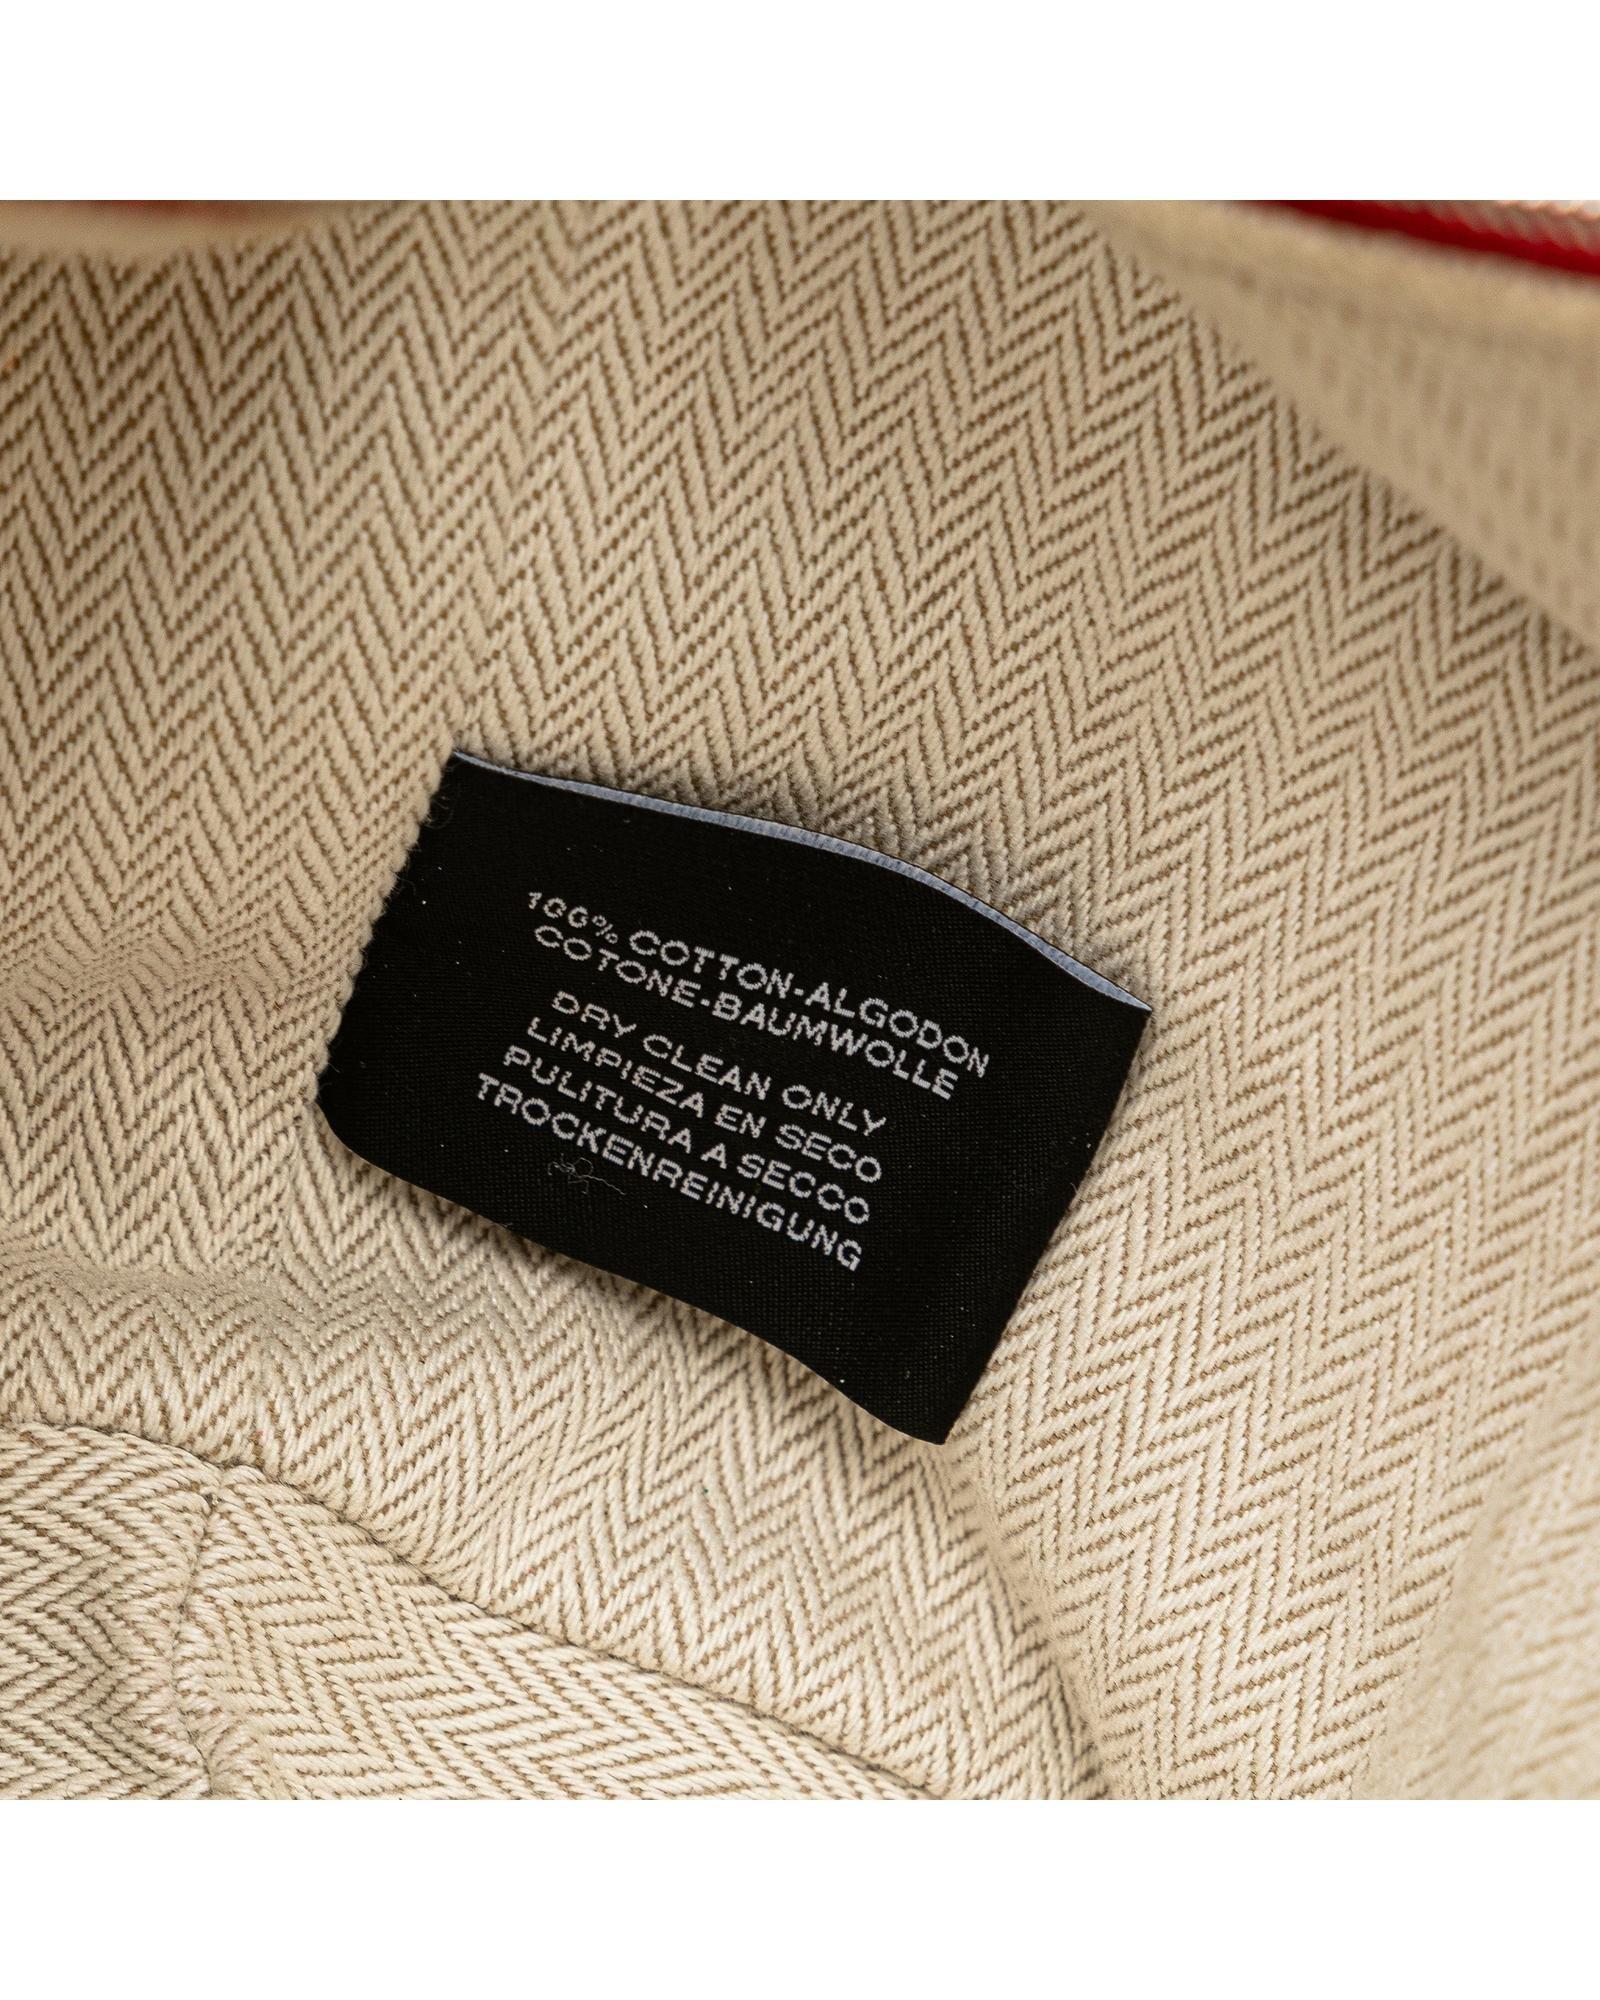 100% COTTON-ALGODON
COTONE-BAUMWOLLE
DRY CLEAN ONLY
LIMPIEZA EN SECO
PULITURA A SECCO
TROCKENREINIGUNG